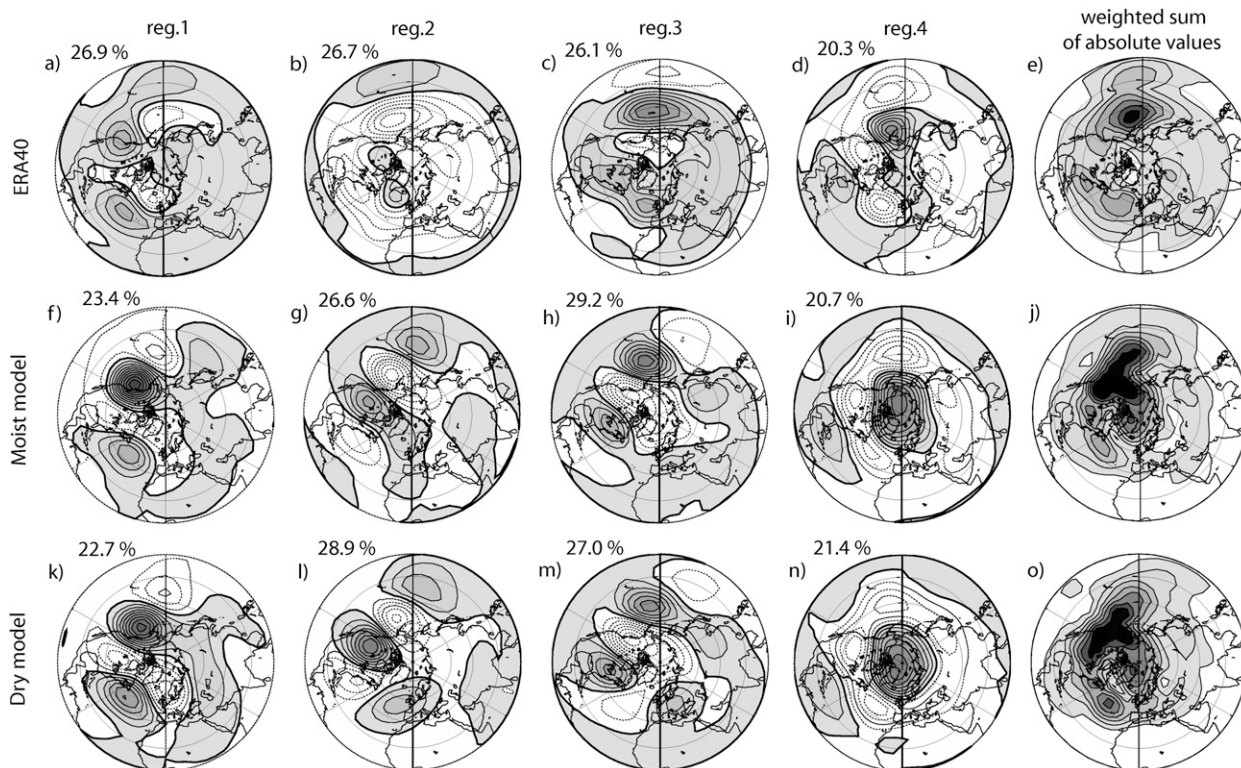 reg.1 reg.2 reg.3 reg.4 weighted sum
of absolute values
ERA40
a) 26.9 % b) 26.7 % c) 26.1 % d) 20.3 % e)
Moist model
f) 23.4 % g) 26.6 % h) 29.2 % i) 20.7 % j)
Dry model
k) 22.7 % l) 28.9 % m) 27.0 % n) 21.4 % o)